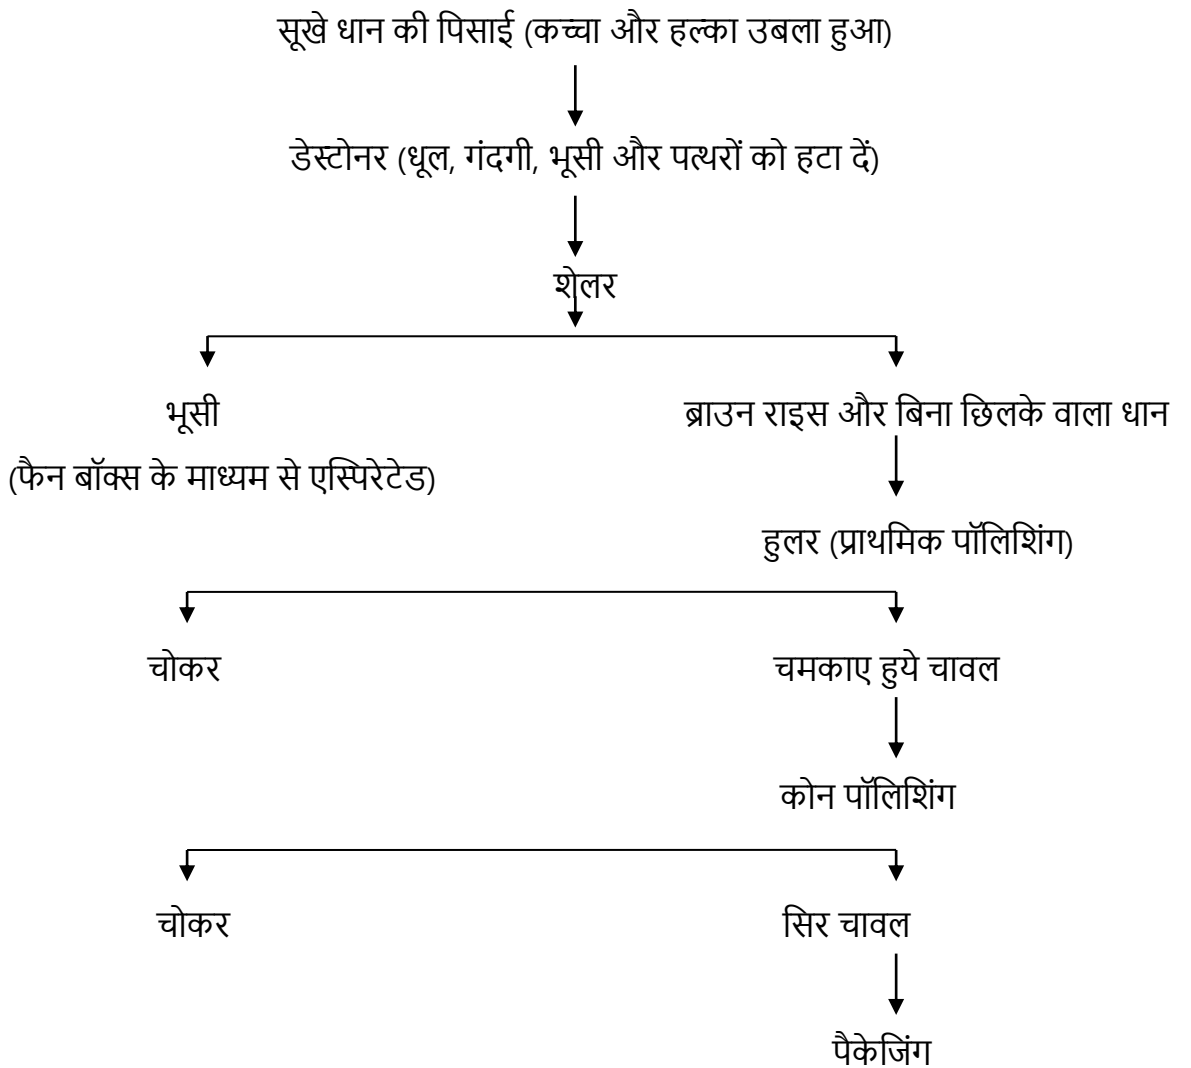 सूखे धान की पिसाई (कच्चा और हल्का उबला हुआ)
डेस्टोनर (धूल, गंदगी, भूसी और पत्थरों को हटा दें)
शेलर
भूसी
ब्राउन राइस और बिना छिलके वाला धान
(फैन बॉक्स के माध्यम से एस्पिरेटेड)
हुलर (प्राथमिक पॉलिशिंग)
चोकर
चमकाए हुये चावल
कोन पॉलिशिंग
चोकर
सिर चावल
पैकेजिंग